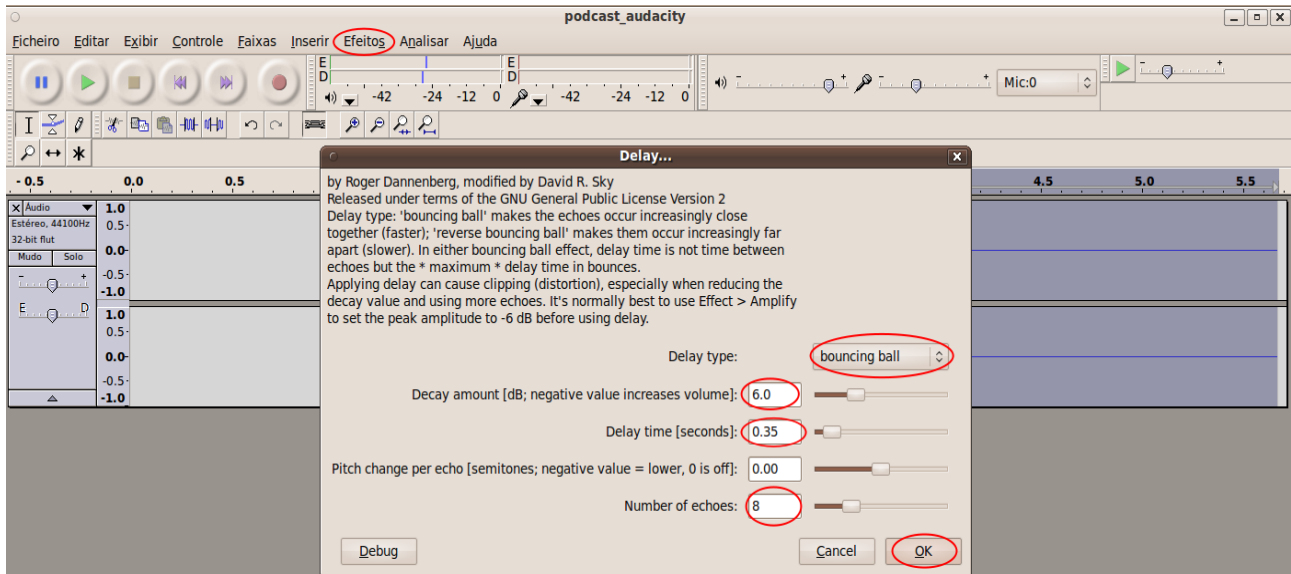 podcast_audacity
Ficheiro Editar Exibir Controle Faixas Inserir Efeitos Analisar Ajuda
E E
D D
-42 -24 -12 0 -42 -24 -12 0
- + - + Mic:0 - +
- 0.5 0.0 0.5 4.5 5.0 5.5
Delay...
by Roger Dannenberg, modified by David R. Sky
Released under terms of the GNU General Public License Version 2
Delay type: 'bouncing ball' makes the echoes occur increasingly close
together (faster); 'reverse bouncing ball' makes them occur increasingly far
apart (slower). In either bouncing ball effect, delay time is not time between
echoes but the * maximum * delay time in bounces.
Applying delay can cause clipping (distortion), especially when reducing the
decay value and using more echoes. It's normally best to use Effect > Amplify
to set the peak amplitude to -6 dB before using delay.
Delay type: bouncing ball
Decay amount [dB; negative value increases volume]: 6.0
Delay time [seconds]: 0.35
Pitch change per echo [semitones; negative value = lower, 0 is off]: 0.00
Number of echoes: 8
Debug Cancel OK
X Áudio 1.0
Estéreo, 44100Hz 0.5
32-bit flut
Mudo Solo 0.0
- + -0.5
-1.0
E D 1.0
0.5
0.0
-0.5
-1.0